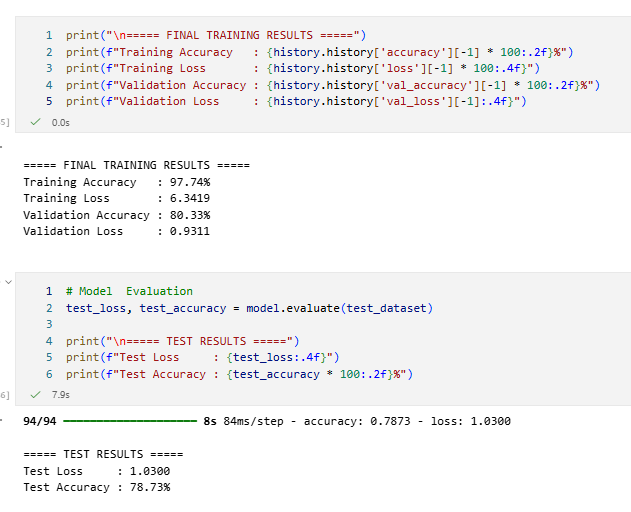 1 print("\n===== FINAL TRAINING RESULTS =====")
2 print(f"Training Accuracy   : {history.history['accuracy'][-1] * 100:.2f}%")
3 print(f"Training Loss       : {history.history['loss'][-1] * 100:.4f}")
4 print(f"Validation Accuracy : {history.history['val_accuracy'][-1] * 100:.2f}%")
5 print(f"Validation Loss     : {history.history['val_loss'][-1]:.4f}")
5] ✓ 0.0s
===== FINAL TRAINING RESULTS =====
Training Accuracy   : 97.74%
Training Loss       : 6.3419
Validation Accuracy : 80.33%
Validation Loss     : 0.9311
1 # Model  Evaluation
2 test_loss, test_accuracy = model.evaluate(test_dataset)
3
4 print("\n===== TEST RESULTS =====")
5 print(f"Test Loss     : {test_loss:.4f}")
6 print(f"Test Accuracy : {test_accuracy * 100:.2f}%")
6] ✓ 7.9s
94/94 ━━━━━━━━━━━━━━━━━━━━ 8s 84ms/step - accuracy: 0.7873 - loss: 1.0300
===== TEST RESULTS =====
Test Loss     : 1.0300
Test Accuracy : 78.73%